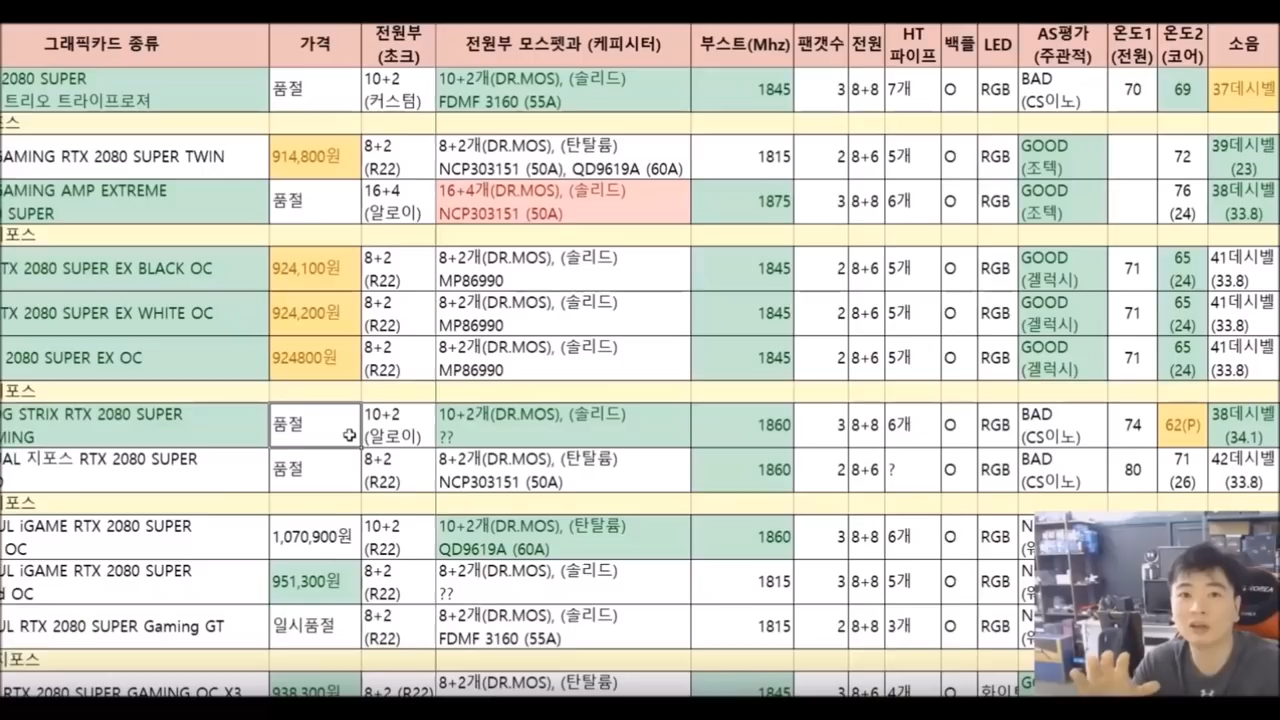 그래픽카드 종류 가격 전원부 (초크) 전원부 모스펫과 (케피시터) 부스트(Mhz) 팬갯수 전원 HT 파이프 백플 LED AS평가 (주관적) 온도1 (전원) 온도2 (코어) 소음
2080 SUPER 트리오 트라이프로져 품절 10+2 (커스텀) 10+2개(DR.MOS), (솔리드) FDMF 3160 (55A) 1845 3 8+8 7개 O RGB BAD (CS이노) 70 69 37데시벨
포스
GAMING RTX 2080 SUPER TWIN 914,800원 8+2 (R22) 8+2개(DR.MOS), (탄탈륨) NCP303151 (50A), QD9619A (60A) 1815 2 8+6 5개 O RGB GOOD (조텍) 72 39데시벨 (23)
GAMING AMP EXTREME SUPER 품절 16+4 (알로이) 16+4개(DR.MOS), (솔리드) NCP303151 (50A) 1875 3 8+8 6개 O RGB GOOD (조텍) 76 (24) 38데시벨 (33.8)
지포스
TX 2080 SUPER EX BLACK OC 924,100원 8+2 (R22) 8+2개(DR.MOS), (솔리드) MP86990 1845 2 8+6 5개 O RGB GOOD (겔럭시) 71 65 (24) 41데시벨 (33.8)
TX 2080 SUPER EX WHITE OC 924,200원 8+2 (R22) 8+2개(DR.MOS), (솔리드) MP86990 1845 2 8+6 5개 O RGB GOOD (겔럭시) 71 65 (24) 41데시벨 (33.8)
2080 SUPER EX OC 924800원 8+2 (R22) 8+2개(DR.MOS), (솔리드) MP86990 1845 2 8+6 5개 O RGB GOOD (겔럭시) 71 65 (24) 41데시벨 (33.8)
지포스
OG STRIX RTX 2080 SUPER MING 품절 10+2 (알로이) 10+2개(DR.MOS), (솔리드) ?? 1860 3 8+8 6개 O RGB BAD (CS이노) 74 62(P) 38데시벨 (34.1)
UAL 지포스 RTX 2080 SUPER 품절 8+2 (R22) 8+2개(DR.MOS), (탄탈륨) NCP303151 (50A) 1860 2 8+6 ? O RGB BAD (CS이노) 80 71 (26) 42데시벨 (33.8)
지포스
UL iGAME RTX 2080 SUPER OC 1,070,900원 10+2 (R22) 10+2개(DR.MOS), (탄탈륨) QD9619A (60A) 1860 3 8+8 6개 O RGB
UL iGAME RTX 2080 SUPER OC 951,300원 8+2 (R22) 8+2개(DR.MOS), (솔리드) ?? 1815 3 8+8 5개 O RGB
UL RTX 2080 SUPER Gaming GT 일시품절 8+2 (R22) 8+2개(DR.MOS), (솔리드) FDMF 3160 (55A) 1815 2 8+8 3개 O RGB
지포스
RTX 2080 SUPER GAMING OC X3 938,300원 8+2 (R22) 8+2개(DR.MOS), (탄탈륨) 1845 3 8+6 4개 O 화이트